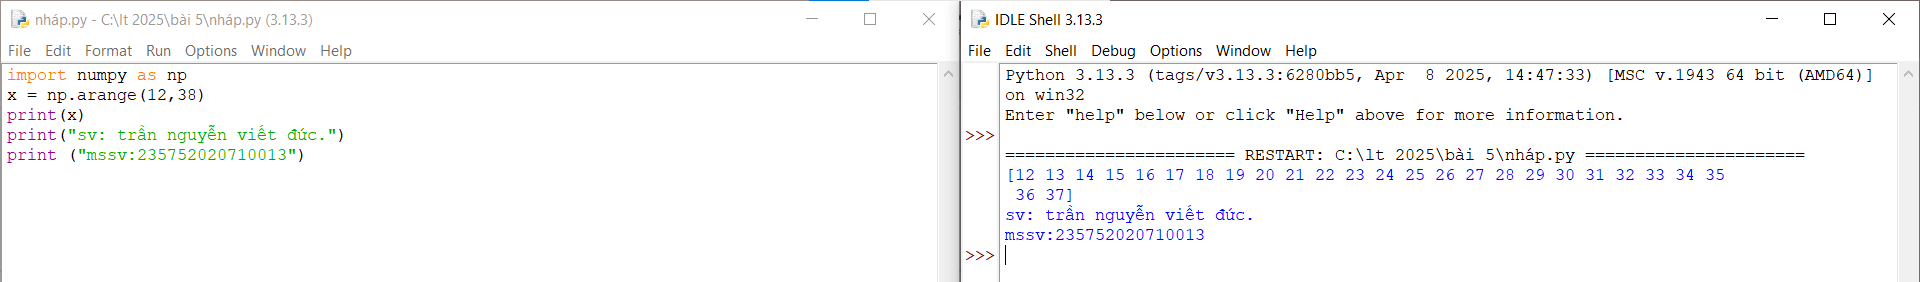 nháp.py - C:\lt 2025\bài 5\nháp.py (3.13.3)
File Edit Format Run Options Window Help
import numpy as np
x = np.arange(12,38)
print(x)
print("sv: trần nguyễn viết đức.")
print ("mssv:235752020710013")
IDLE Shell 3.13.3
File Edit Shell Debug Options Window Help
Python 3.13.3 (tags/v3.13.3:6280bb5, Apr  8 2025, 14:47:33) [MSC v.1943 64 bit (AMD64)]
on win32
Enter "help" below or click "Help" above for more information.
>>>
======================= RESTART: C:\lt 2025\bài 5\nháp.py ======================
[12 13 14 15 16 17 18 19 20 21 22 23 24 25 26 27 28 29 30 31 32 33 34 35
 36 37]
sv: trần nguyễn viết đức.
mssv:235752020710013
>>>